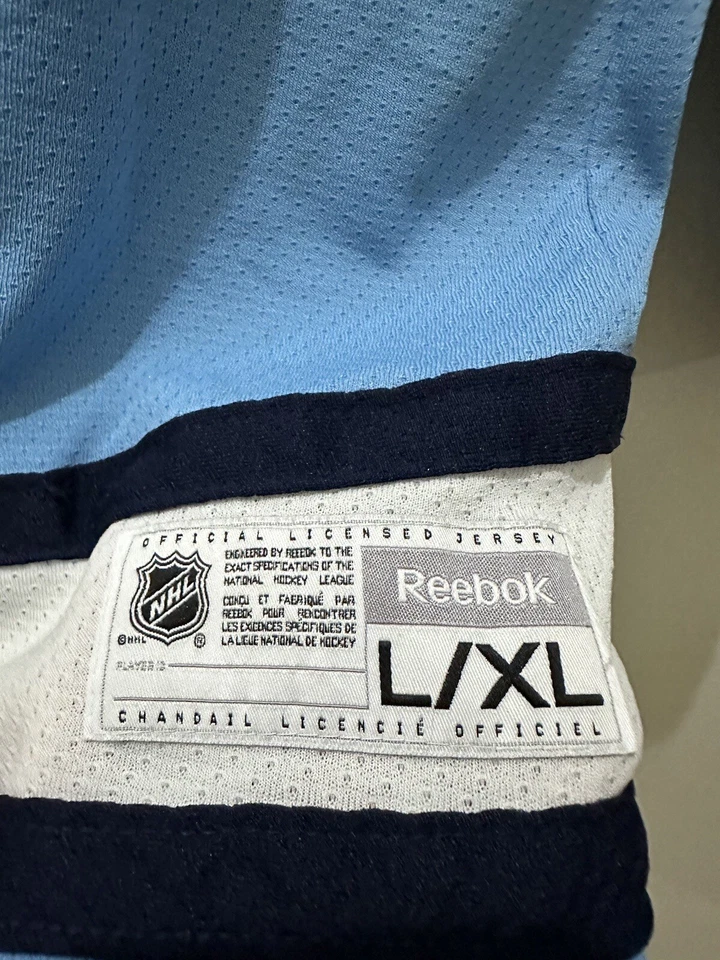 OFFICIAL LICENSED JERSEY
NHL
©NHL
®
ENGINEERED BY REEBOK TO THE
EXACT SPECIFICATIONS OF THE
NATIONAL HOCKEY LEAGUE
CONÇU ET FABRIQUÉ PAR
REEBOK POUR RENCONTRER
LES EXIGENCES SPÉCIFIQUES DE
LA LIGUE NATIONAL DE HOCKEY
PLAYER ID
Reebok
L/XL
CHANDAIL LICENCIÉ OFFICIEL